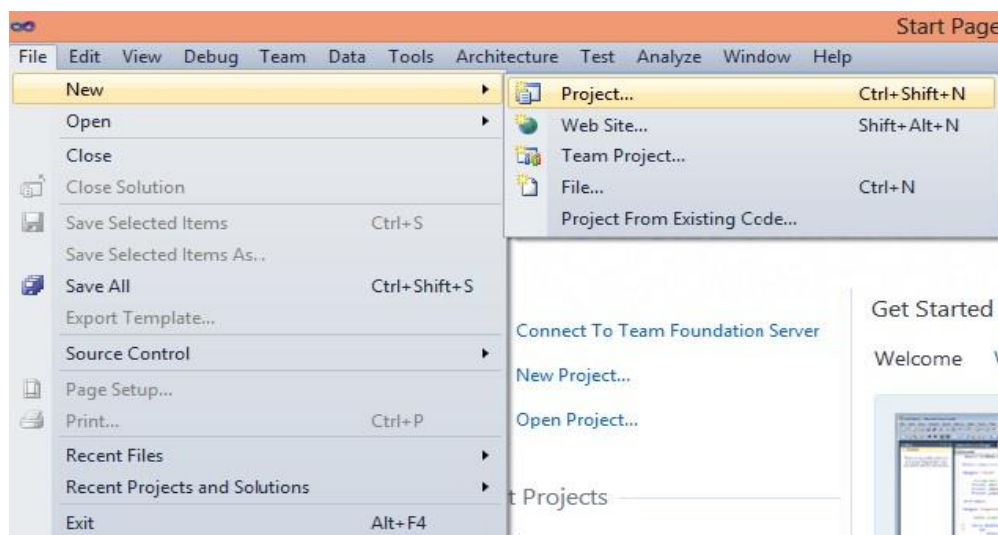 Start Page
File Edit View Debug Team Data Tools Architecture Test Analyze Window Help
New
Open
Close
Close Solution
Save Selected Items Ctrl+S
Save Selected Items As...
Save All Ctrl+Shift+S
Export Template...
Source Control
Page Setup...
Print... Ctrl+P
Recent Files
Recent Projects and Solutions
Exit Alt+F4
Project... Ctrl+Shift+N
Web Site... Shift+Alt+N
Team Project...
File... Ctrl+N
Project From Existing Code...
Connect To Team Foundation Server
New Project...
Open Project...
t Projects
Get Started
Welcome